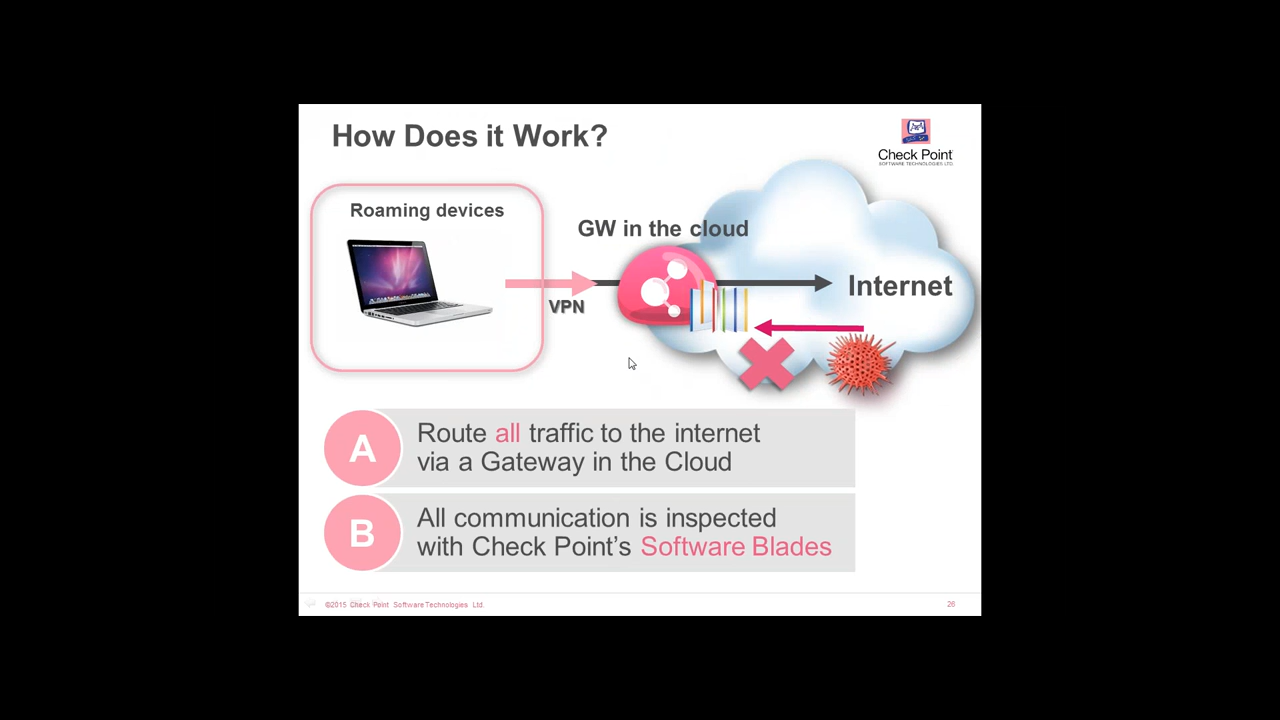 How Does it Work?
Check Point
SOFTWARE TECHNOLOGIES LTD.
Roaming devices
GW in the cloud
Internet
VPN
A
Route all traffic to the internet
via a Gateway in the Cloud
B
All communication is inspected
with Check Point’s Software Blades
©2015 Check Point Software Technologies Ltd.
26